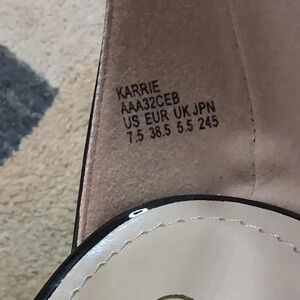 KARRIE
AAA32CEB
US EUR UK JPN
7.5 38.5 5.5 245